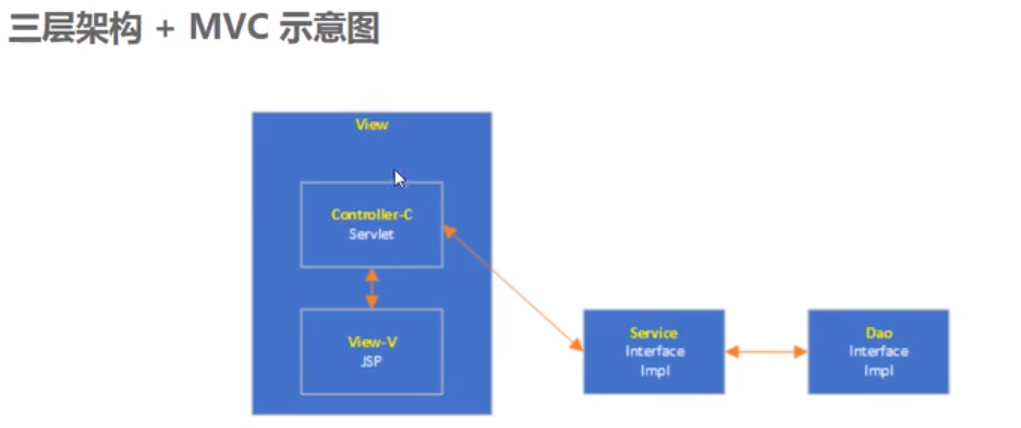 三层架构 + MVC 示意图
View
Controller-C
Servlet
View-V
JSP
Service
Interface
Impl
Dao
Interface
Impl